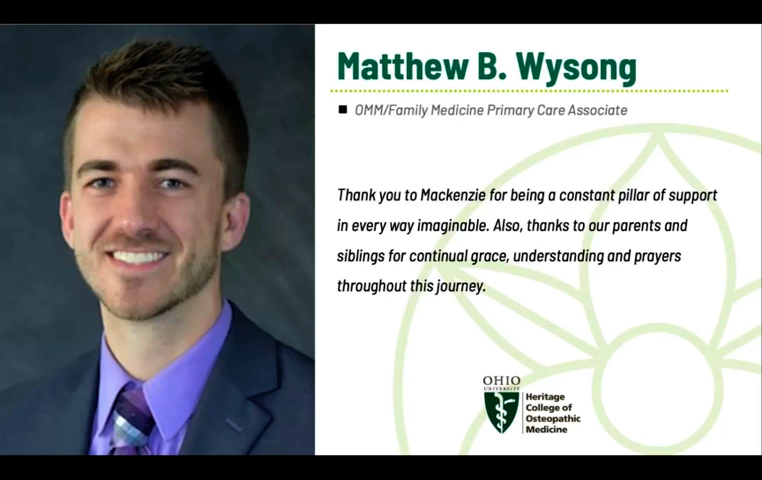 Matthew B. Wysong
OMM/Family Medicine Primary Care Associate
Thank you to Mackenzie for being a constant pillar of support
in every way imaginable. Also, thanks to our parents and
siblings for continual grace, understanding and prayers
throughout this journey.
OHIO
UNIVERSITY
Heritage
College of
Osteopathic
Medicine